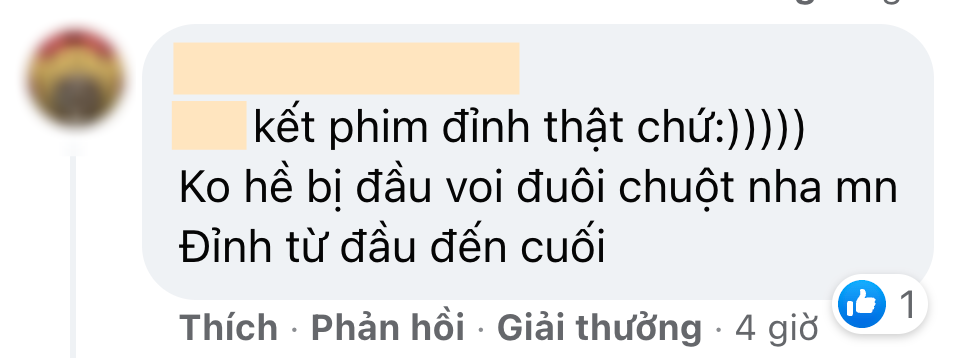 kết phim đỉnh thật chứ:)))))
Ko hề bị đầu voi đuôi chuột nha mn
Đỉnh từ đầu đến cuối
Thích · Phản hồi · Giải thưởng · 4 giờ
1